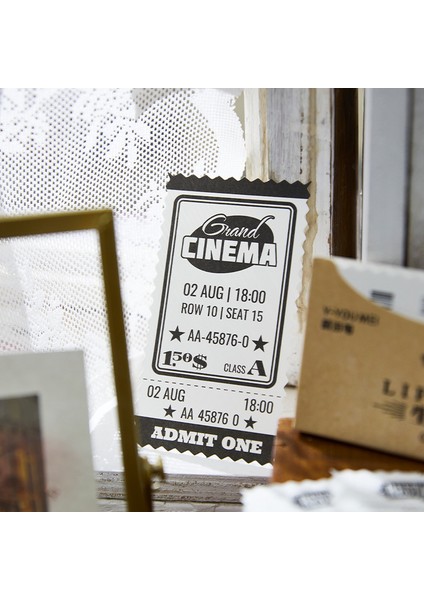 Grand
CINEMA
02 AUG | 18:00
ROW 10 | SEAT 15
★ AA-45876-0 ★
1.50$ CLASS A
02 AUG 18:00
★ AA 45876 0 ★
ADMIT ONE